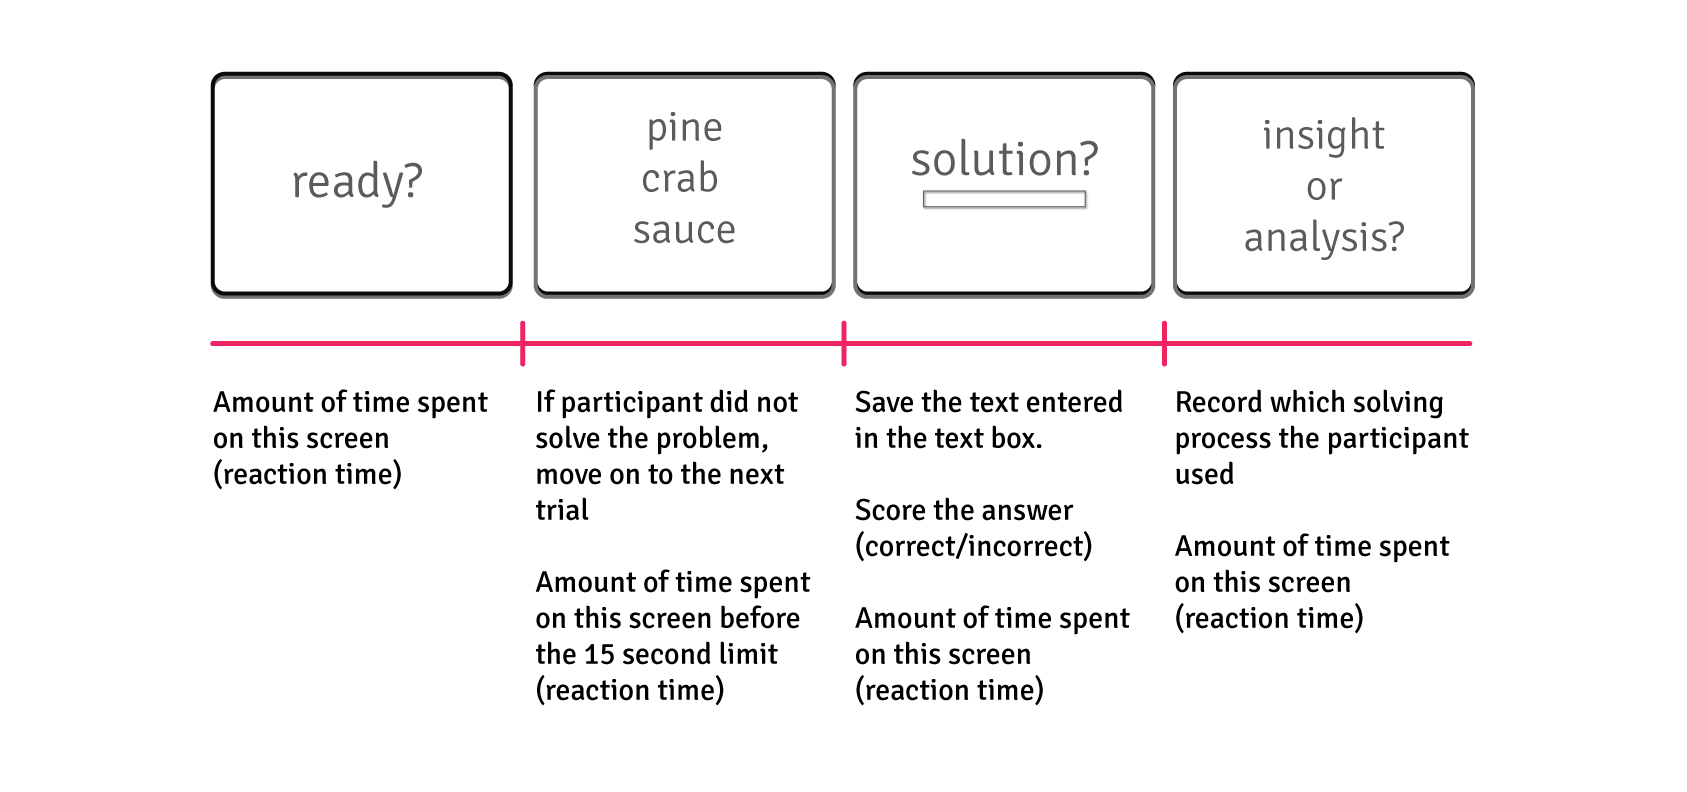 ready?
pine
crab
sauce
solution?
insight
or
analysis?
Amount of time spent
on this screen
(reaction time)
If participant did not
solve the problem,
move on to the next
trial
Amount of time spent
on this screen before
the 15 second limit
(reaction time)
Save the text entered
in the text box.
Score the answer
(correct/incorrect)
Amount of time spent
on this screen
(reaction time)
Record which solving
process the participant
used
Amount of time spent
on this screen
(reaction time)